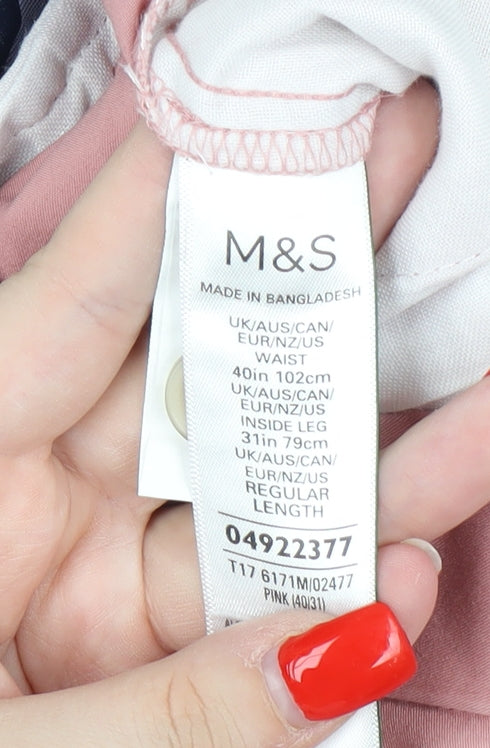 M&S
MADE IN BANGLADESH
UK/AUS/CAN/
EUR/NZ/US
WAIST
40in 102cm
UK/AUS/CAN/
EUR/NZ/US
INSIDE LEG
31in 79cm
UK/AUS/CAN/
EUR/NZ/US
REGULAR
LENGTH
04922377
T17 6171M/02477
PINK (40/31)